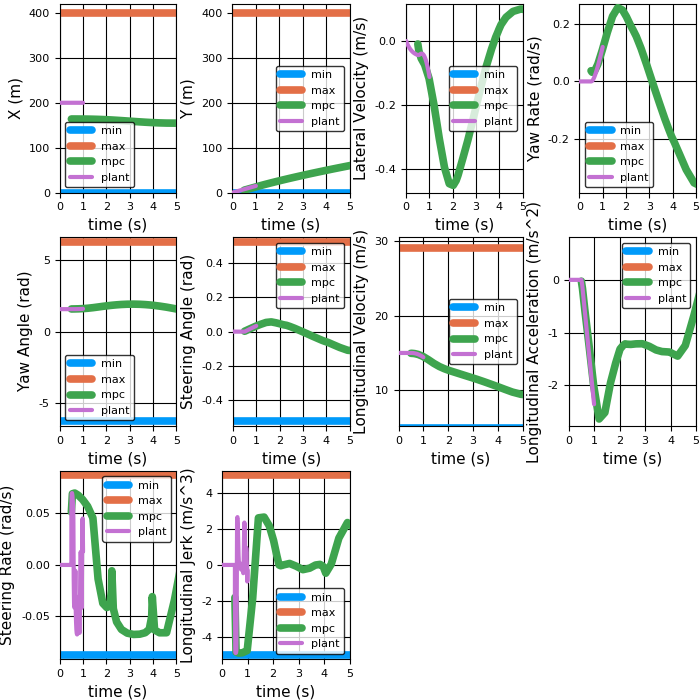 X (m)
400
300
200
100
0
0 1 2 3 4 5
time (s)
min
max
mpc
plant
Y (m)
400
300
200
100
0
0 1 2 3 4 5
time (s)
min
max
mpc
plant
Lateral Velocity (m/s)
0.0
-0.2
-0.4
0 1 2 3 4 5
time (s)
min
max
mpc
plant
Yaw Rate (rad/s)
0.2
0.0
-0.2
0 1 2 3 4 5
time (s)
min
max
mpc
plant
Yaw Angle (rad)
5
0
-5
0 1 2 3 4 5
time (s)
min
max
mpc
plant
Steering Angle (rad)
0.4
0.2
0.0
-0.2
-0.4
0 1 2 3 4 5
time (s)
min
max
mpc
plant
Longitudinal Velocity (m/s)
30
20
10
0 1 2 3 4 5
time (s)
min
max
mpc
plant
Longitudinal Acceleration (m/s^2)
0
-1
-2
0 1 2 3 4 5
time (s)
min
max
mpc
plant
Steering Rate (rad/s)
0.05
0.00
-0.05
0 1 2 3 4 5
time (s)
min
max
mpc
plant
Longitudinal Jerk (m/s^3)
4
2
0
-2
-4
0 1 2 3 4 5
time (s)
min
max
mpc
plant